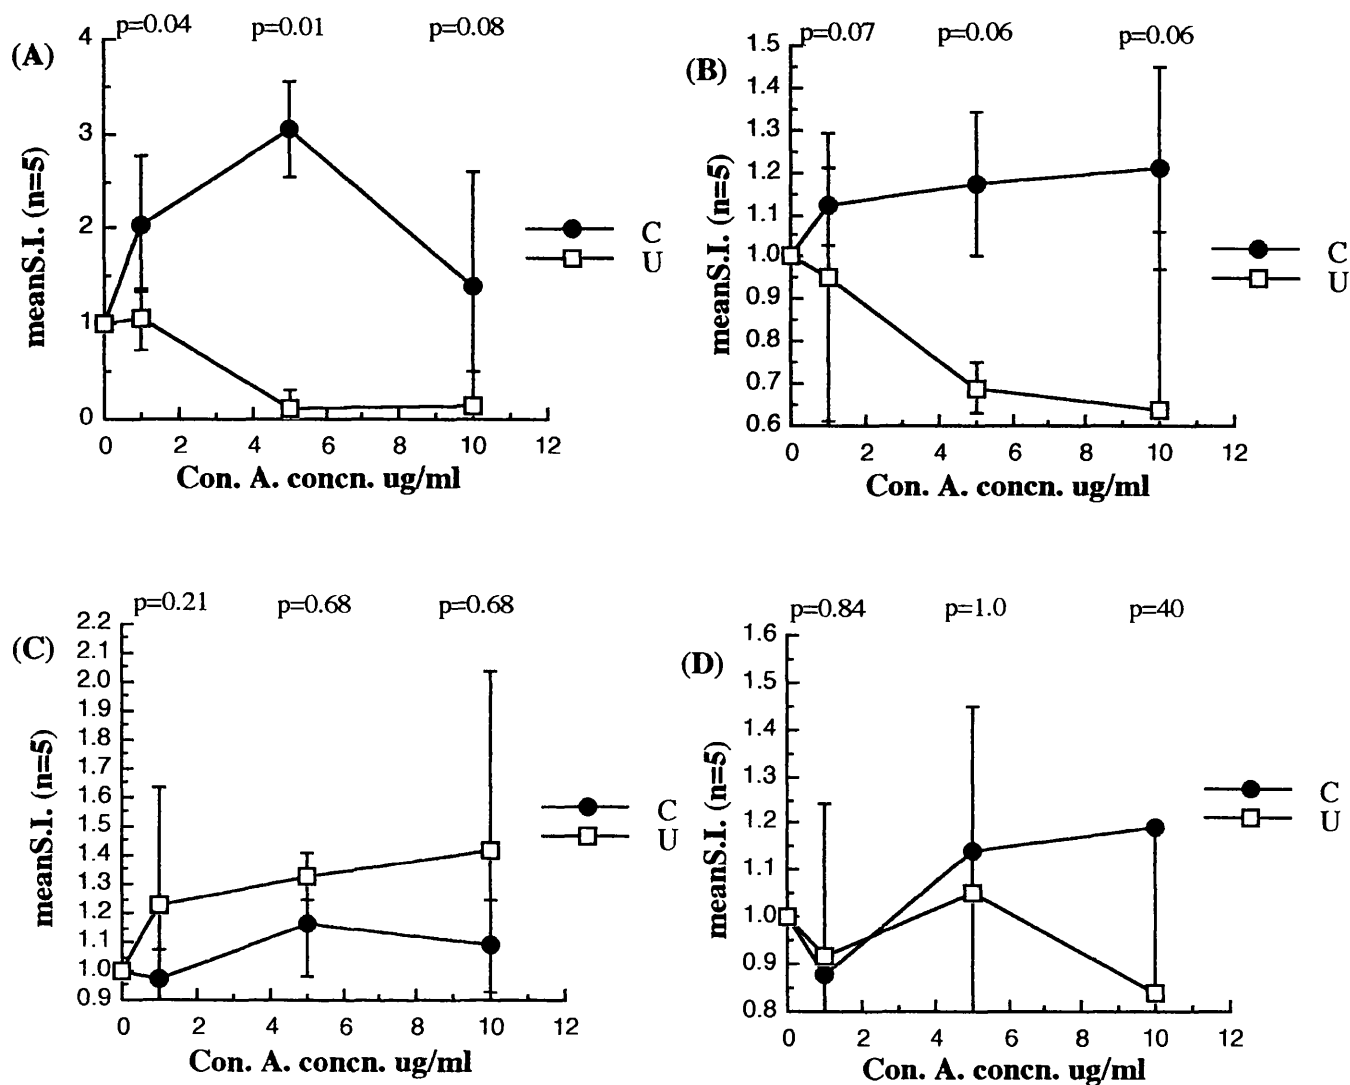 (A)
p=0.04 p=0.01 p=0.08
4
3
2
1
0
meanS.I. (n=5)
0 2 4 6 8 10 12
Con. A. concn. ug/ml
C
U
(B)
p=0.07 p=0.06 p=0.06
1.5
1.4
1.3
1.2
1.1
1.0
0.9
0.8
0.7
0.6
meanS.I. (n=5)
0 2 4 6 8 10 12
Con. A. concn. ug/ml
C
U
(C)
p=0.21 p=0.68 p=0.68
2.2
2.1
2.0
1.9
1.8
1.7
1.6
1.5
1.4
1.3
1.2
1.1
1.0
0.9
meanS.I. (n=5)
0 2 4 6 8 10 12
Con. A. concn. ug/ml
C
U
(D)
p=0.84 p=1.0 p=40
1.6
1.5
1.4
1.3
1.2
1.1
1.0
0.9
0.8
meanS.I. (n=5)
0 2 4 6 8 10 12
Con. A. concn. ug/ml
C
U